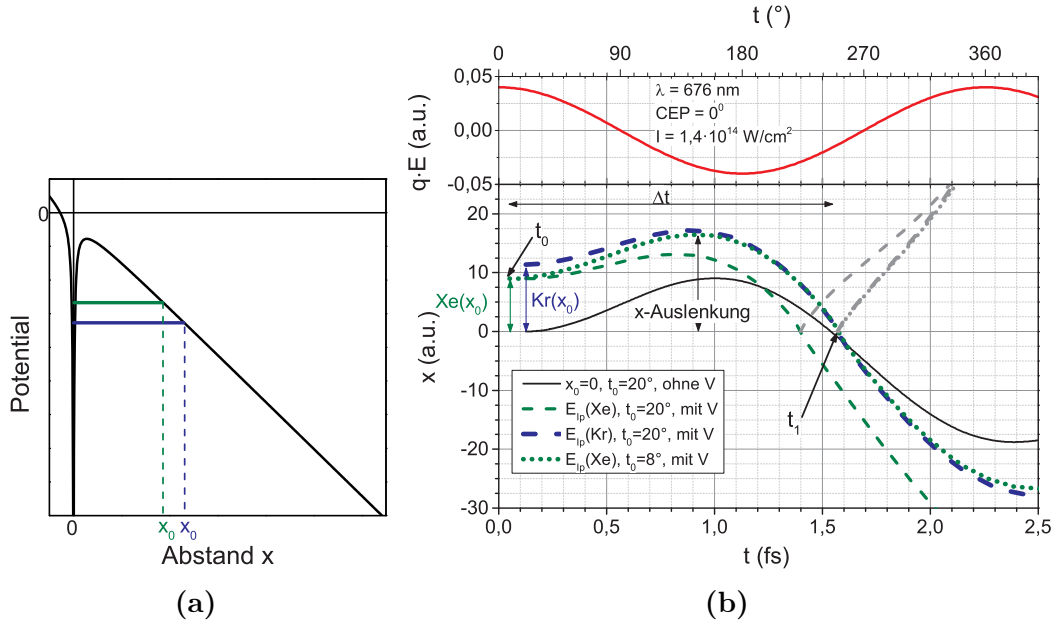 0
Potential
0
x₀ x₀
Abstand x
(a)
t (°)
0 90 180 270 360
0,05
0,00
-0,05
q·E (a.u.)
λ = 676 nm
CEP = 0⁰
I = 1,4·10¹⁴ W/cm²
Δt
t₀
Xe(x₀)
Kr(x₀)
x-Auslenkung
t₁
20
10
0
-10
-20
-30
x (a.u.)
x₀=0, t₀=20°, ohne V
E_Ip(Xe), t₀=20°, mit V
E_Ip(Kr), t₀=20°, mit V
E_Ip(Xe), t₀=8°, mit V
0,0 0,5 1,0 1,5 2,0 2,5
t (fs)
(b)